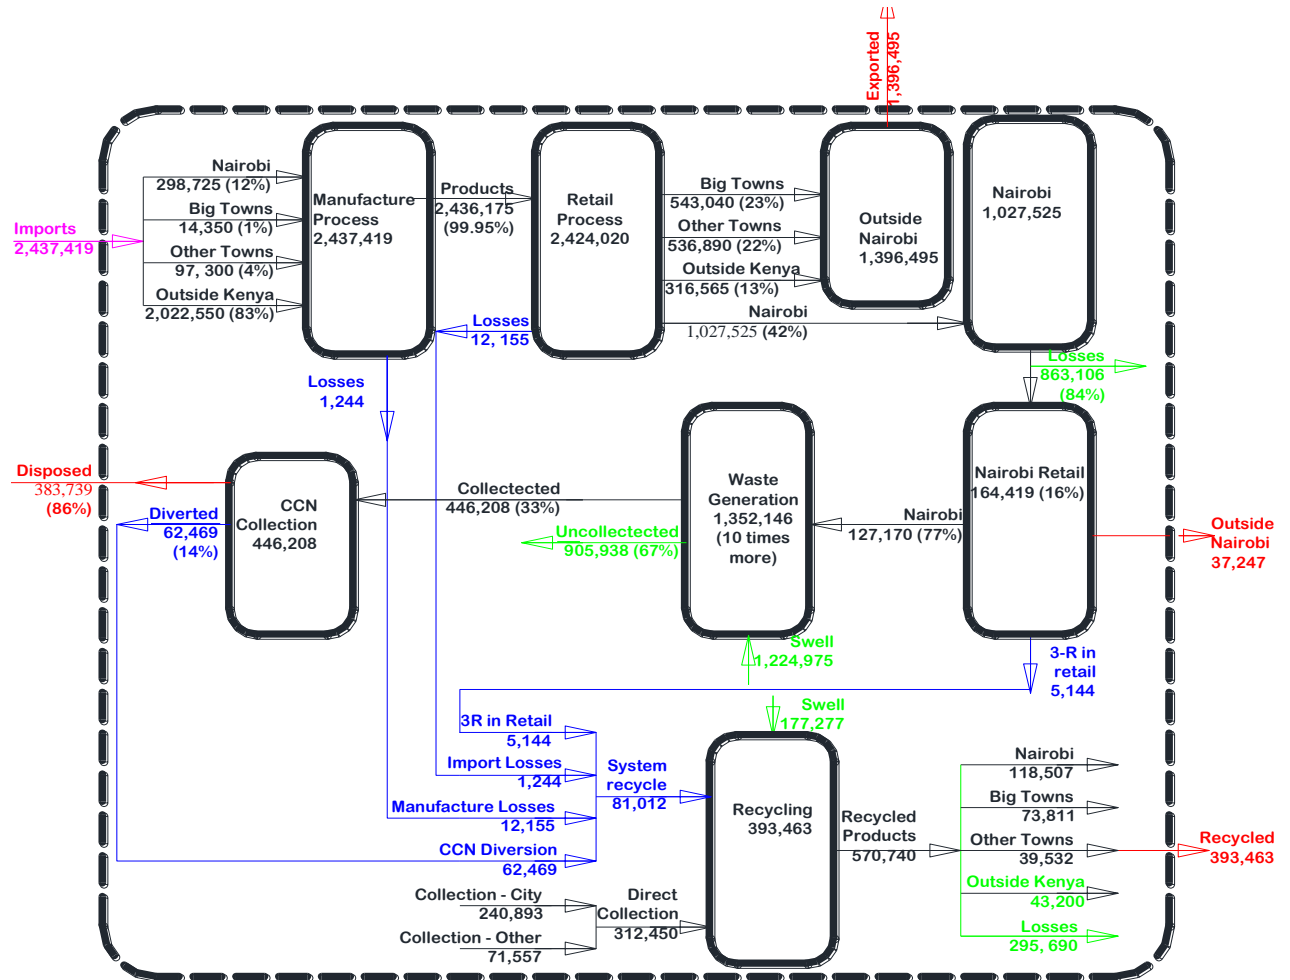 Exported
1,396,495
Imports
2,437,419
Nairobi
298,725 (12%)
Big Towns
14,350 (1%)
Other Towns
97, 300 (4%)
Outside Kenya
2,022,550 (83%)
Manufacture
Process
2,437,419
Products
2,436,175
(99.95%)
Retail
Process
2,424,020
Big Towns
543,040 (23%)
Other Towns
536,890 (22%)
Outside Kenya
316,565 (13%)
Nairobi
1,027,525 (42%)
Outside
Nairobi
1,396,495
Nairobi
1,027,525
Losses
12, 155
Losses
1,244
Losses
863,106
(84%)
Disposed
383,739
(86%)
Diverted
62,469
(14%)
CCN
Collection
446,208
Collectected
446,208 (33%)
Uncollectected
905,938 (67%)
Waste
Generation
1,352,146
(10 times
more)
Nairobi
127,170 (77%)
Nairobi Retail
164,419 (16%)
Outside
Nairobi
37,247
Swell
1,224,975
3-R in
retail
5,144
Swell
177,277
3R in Retail
5,144
Import Losses
1,244
Manufacture Losses
12,155
CCN Diversion
62,469
System
recycle
81,012
Collection - City
240,893
Collection - Other
71,557
Direct
Collection
312,450
Recycling
393,463
Recycled
Products
570,740
Nairobi
118,507
Big Towns
73,811
Other Towns
39,532
Outside Kenya
43,200
Losses
295, 690
Recycled
393,463